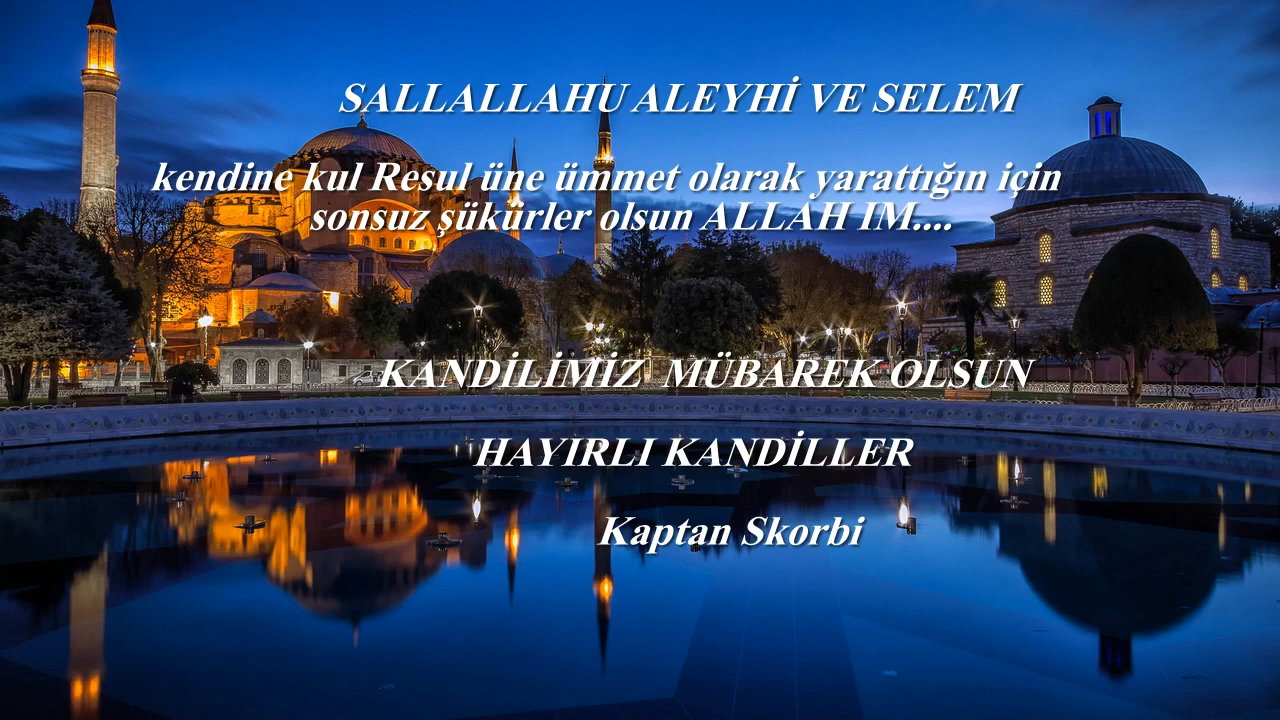 SALLALLAHU ALEYHİ VE SELEM
kendine kul Resul üne ümmet olarak yarattığın için
sonsuz şükürler olsun ALLAH IM....
KANDİLİMİZ MÜBAREK OLSUN
HAYIRLI KANDİLLER
Kaptan Skorbi